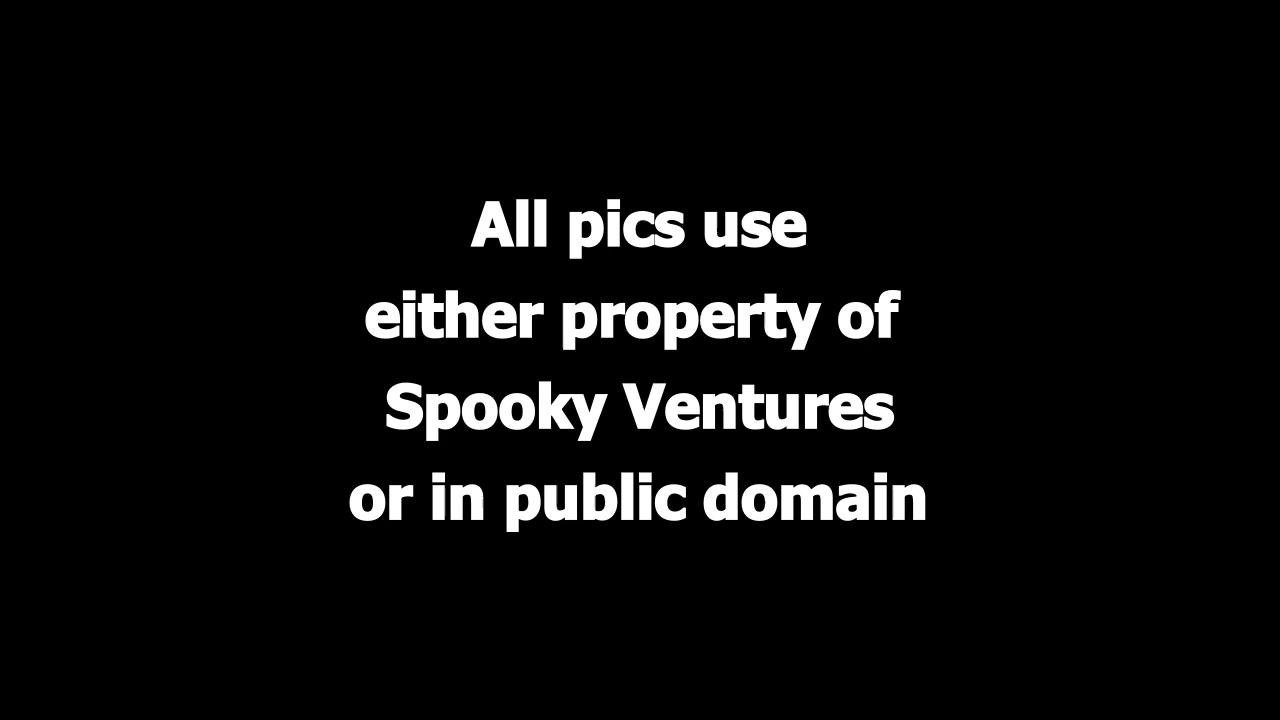 All pics use
either property of
Spooky Ventures
or in public domain